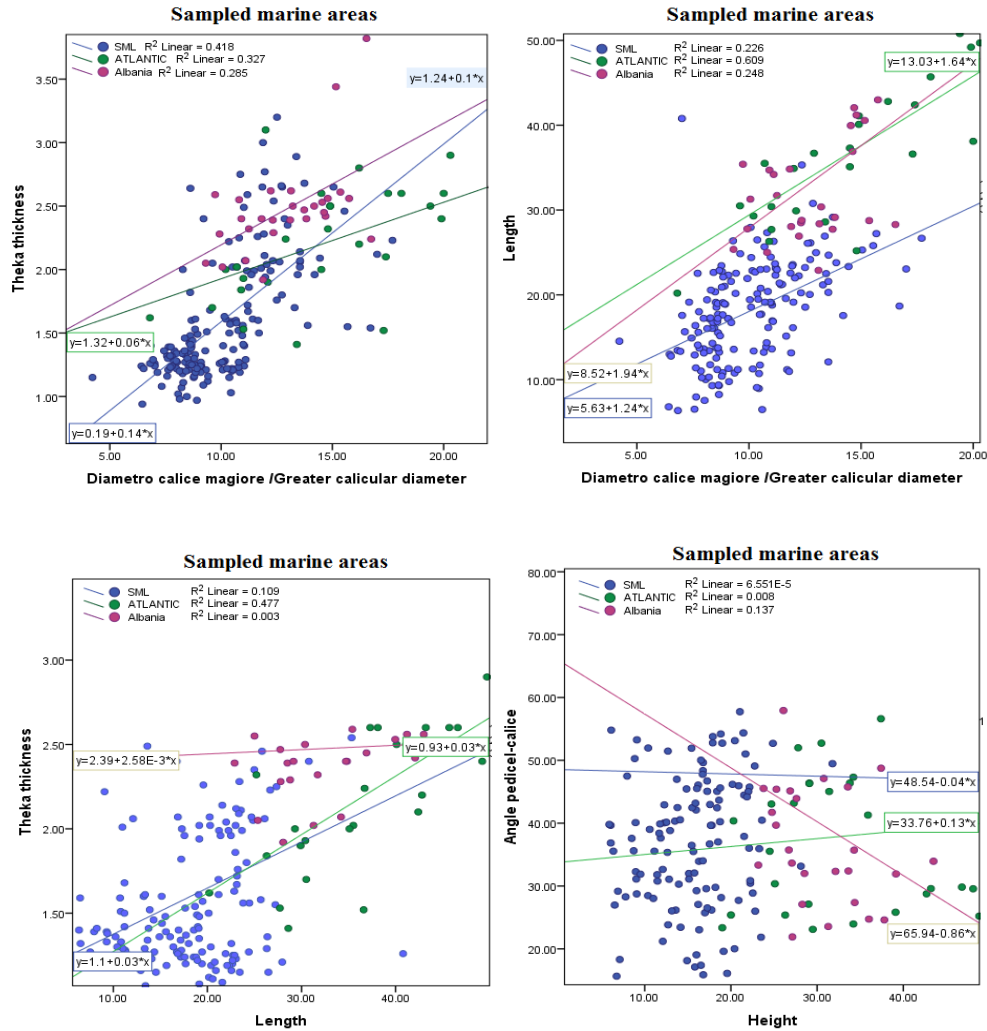 Sampled marine areas
SML R² Linear = 0.418
ATLANTIC R² Linear = 0.327
Albania R² Linear = 0.285
y=1.24+0.1*x
y=1.32+0.06*x
y=0.19+0.14*x
Theka thickness
3.50
3.00
2.50
2.00
1.50
1.00
5.00 10.00 15.00 20.00
Diametro calice magiore /Greater calicular diameter
Sampled marine areas
SML R² Linear = 0.226
ATLANTIC R² Linear = 0.609
Albania R² Linear = 0.248
y=13.03+1.64*x
y=8.52+1.94*x
y=5.63+1.24*x
Length
50.00
40.00
30.00
20.00
10.00
5.00 10.00 15.00 20.00
Diametro calice magiore /Greater calicular diameter
Sampled marine areas
SML R² Linear = 0.109
ATLANTIC R² Linear = 0.477
Albania R² Linear = 0.003
y=2.39+2.58E-3*x
y=0.93+0.03*x
y=1.1+0.03*x
Theka thickness
3.00
2.50
2.00
1.50
10.00 20.00 30.00 40.00
Length
Sampled marine areas
SML R² Linear = 6.551E-5
ATLANTIC R² Linear = 0.008
Albania R² Linear = 0.137
y=48.54-0.04*x
y=33.76+0.13*x
y=65.94-0.86*x
Angle pedicel-calice
80.00
70.00
60.00
50.00
40.00
30.00
20.00
10.00 20.00 30.00 40.00
Height